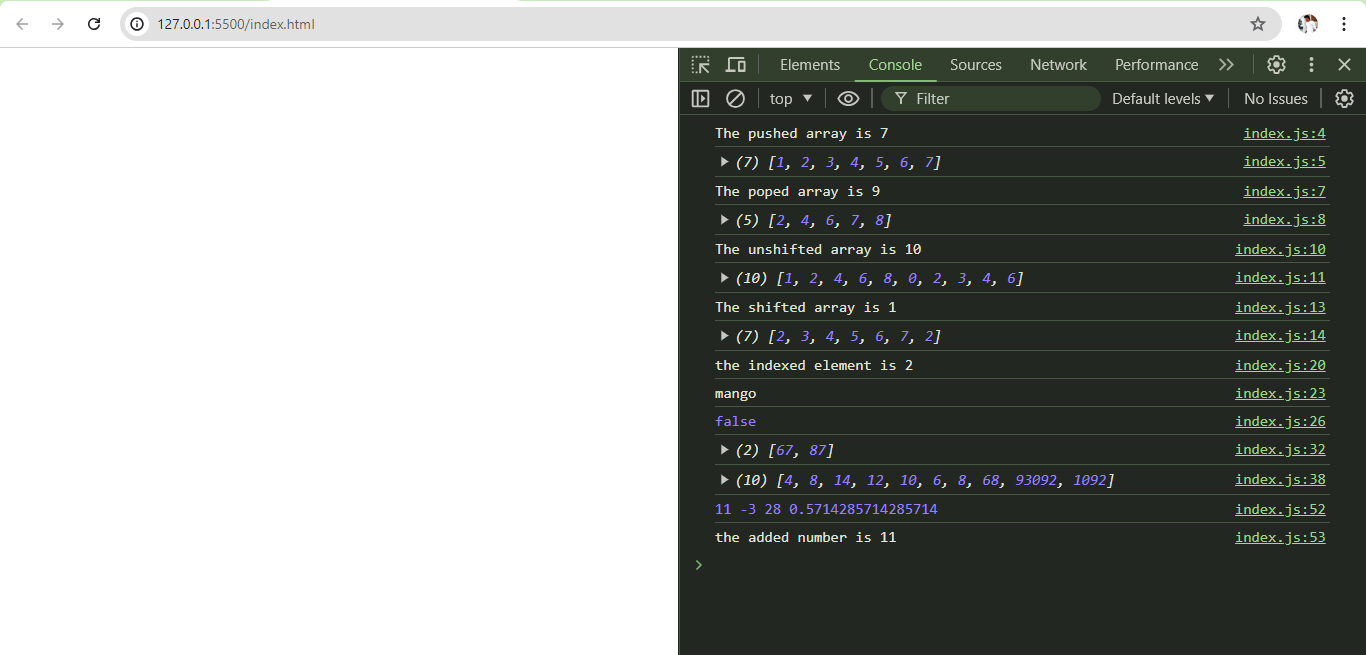 127.0.0.1:5500/index.html
Elements Console Sources Network Performance
top Filter Default levels No Issues
The pushed array is 7 index.js:4
(7) [1, 2, 3, 4, 5, 6, 7] index.js:5
The poped array is 9 index.js:7
(5) [2, 4, 6, 7, 8] index.js:8
The unshifted array is 10 index.js:10
(10) [1, 2, 4, 6, 8, 0, 2, 3, 4, 6] index.js:11
The shifted array is 1 index.js:13
(7) [2, 3, 4, 5, 6, 7, 2] index.js:14
the indexed element is 2 index.js:20
mango index.js:23
false index.js:26
(2) [67, 87] index.js:32
(10) [4, 8, 14, 12, 10, 6, 8, 68, 93092, 1092] index.js:38
11 -3 28 0.5714285714285714 index.js:52
the added number is 11 index.js:53